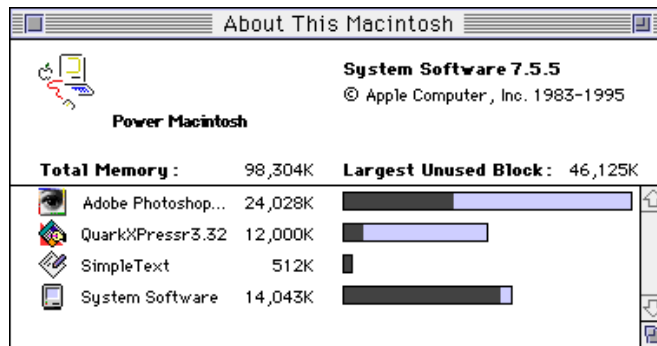 About This Macintosh
System Software 7.5.5
© Apple Computer, Inc. 1983-1995
Power Macintosh
Total Memory : 98,304K Largest Unused Block : 46,125K
Adobe Photoshop... 24,028K
QuarkXPressr3.32 12,000K
SimpleText 512K
System Software 14,043K